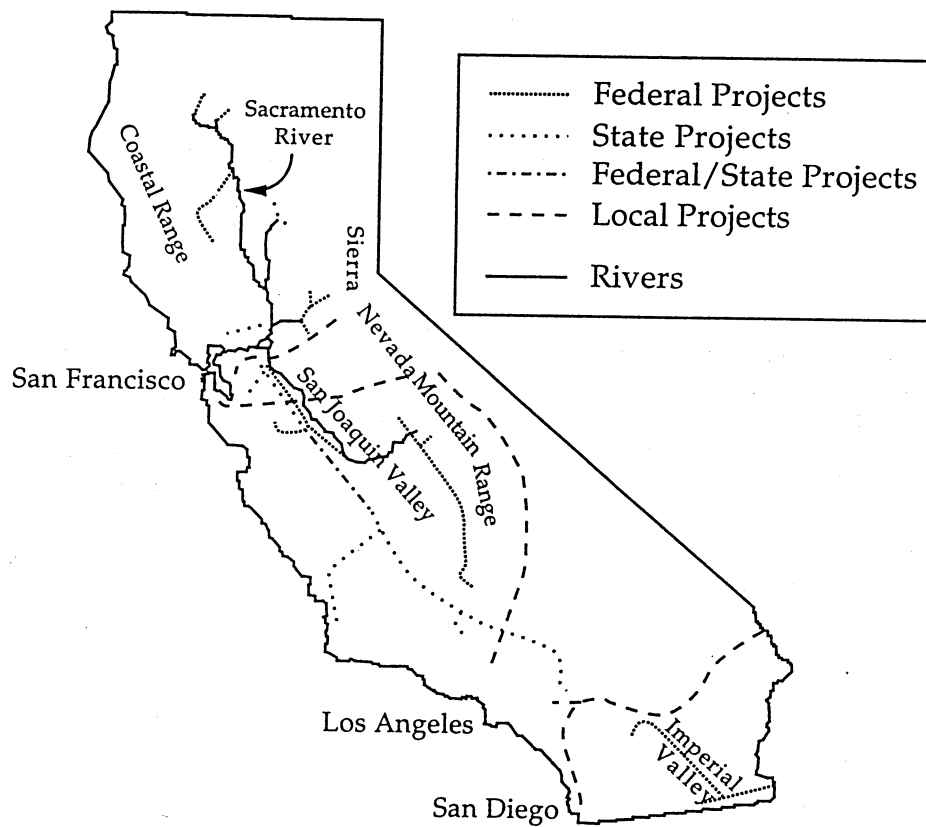 Federal Projects
State Projects
Federal/State Projects
Local Projects
Rivers
Sacramento
River
Coastal Range
Sierra
Nevada Mountain Range
San Francisco
San Joaquin Valley
Los Angeles
Imperial
Valley
San Diego